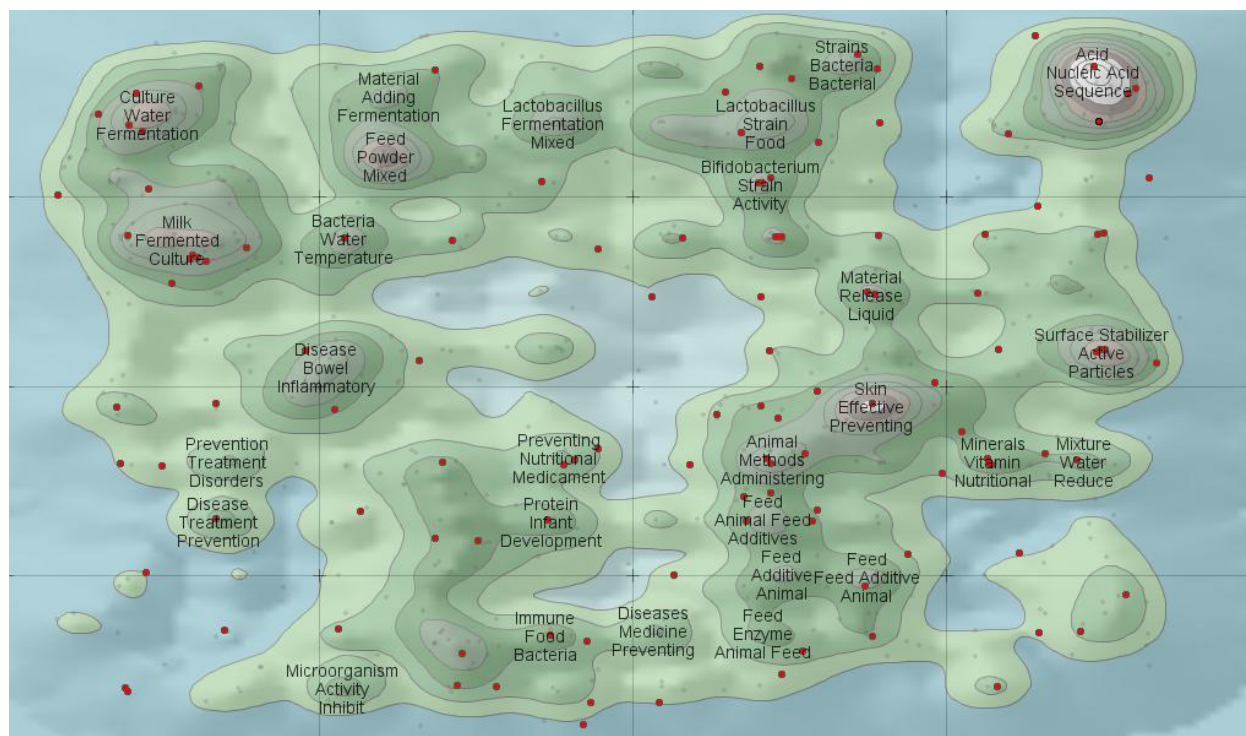 Strains
Bacteria
Bacterial
Acid
Nucleic Acid
Sequence
Culture
Water
Fermentation
Material
Adding
Fermentation
Lactobacillus
Fermentation
Mixed
Lactobacillus
Strain
Food
Feed
Powder
Mixed
Bifidobacterium
Strain
Activity
Milk
Fermented
Culture
Bacteria
Water
Temperature
Material
Release
Liquid
Surface Stabilizer
Active
Particles
Disease
Bowel
Inflammatory
Skin
Effective
Preventing
Prevention
Treatment
Disorders
Preventing
Nutritional
Medicament
Animal
Methods
Administering
Minerals
Vitamin
Nutritional
Mixture
Water
Reduce
Disease
Treatment
Prevention
Protein
Infant
Development
Feed
Animal Feed
Additives
Feed
Additive
Animal
Feed
Feed Additive
Animal
Immune
Food
Bacteria
Diseases
Medicine
Preventing
Feed
Enzyme
Animal Feed
Microorganism
Activity
Inhibit